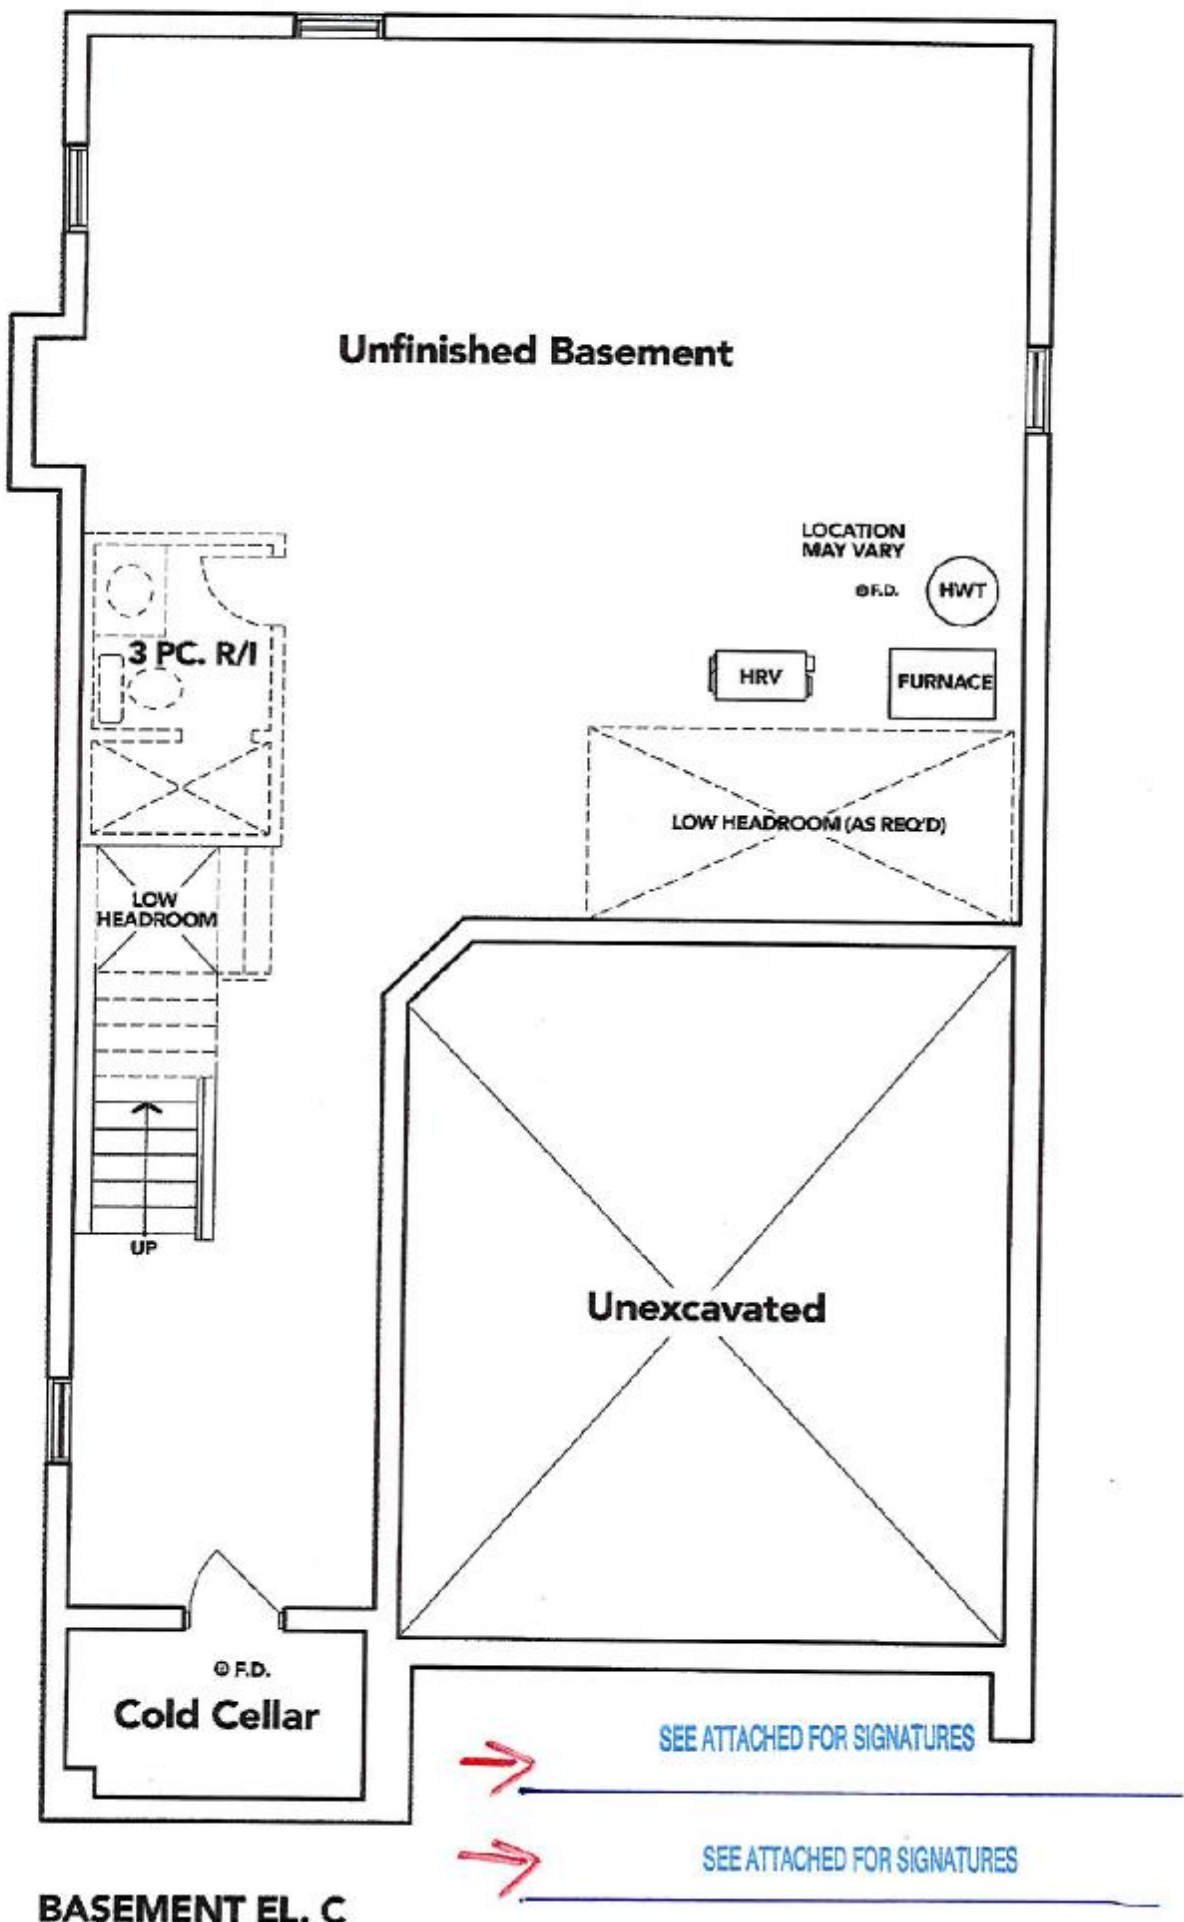 Unfinished Basement
LOCATION
MAY VARY
F.D.
HWT
3 PC. R/I
HRV
FURNACE
LOW HEADROOM (AS REQ'D)
LOW
HEADROOM
UP
Unexcavated
F.D.
Cold Cellar
SEE ATTACHED FOR SIGNATURES
SEE ATTACHED FOR SIGNATURES
BASEMENT EL. C